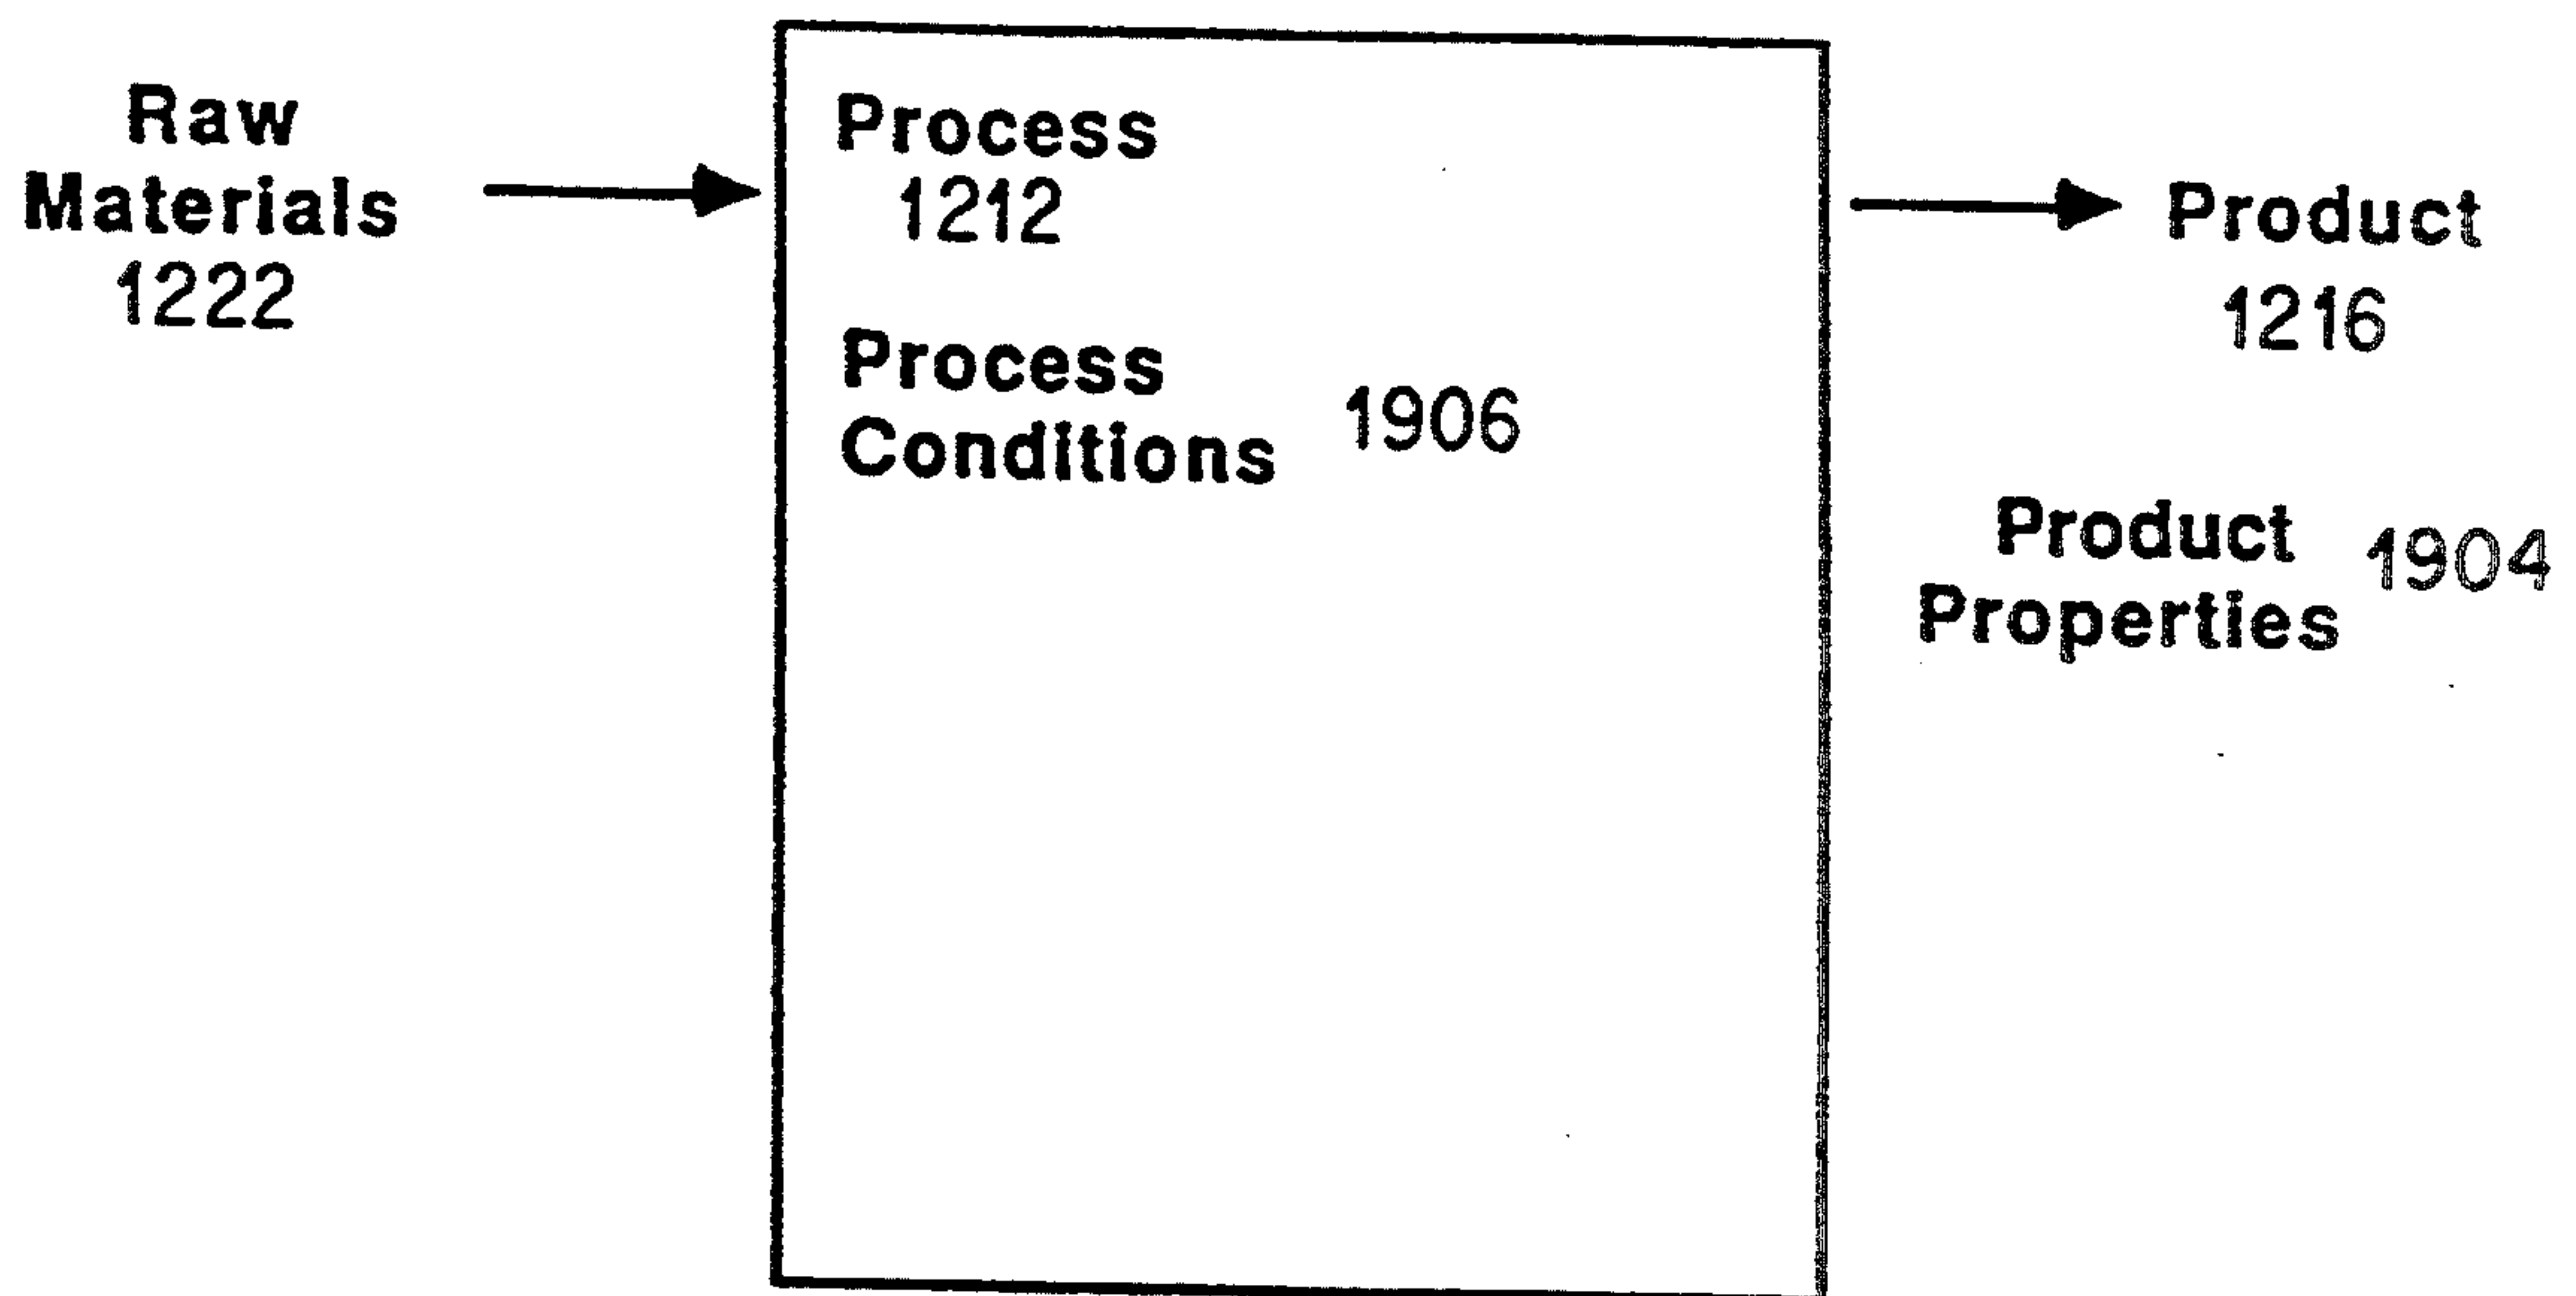 Raw
Materials
1222
Process
1212
Process
Conditions 1906
Product
1216
Product
Properties 1904